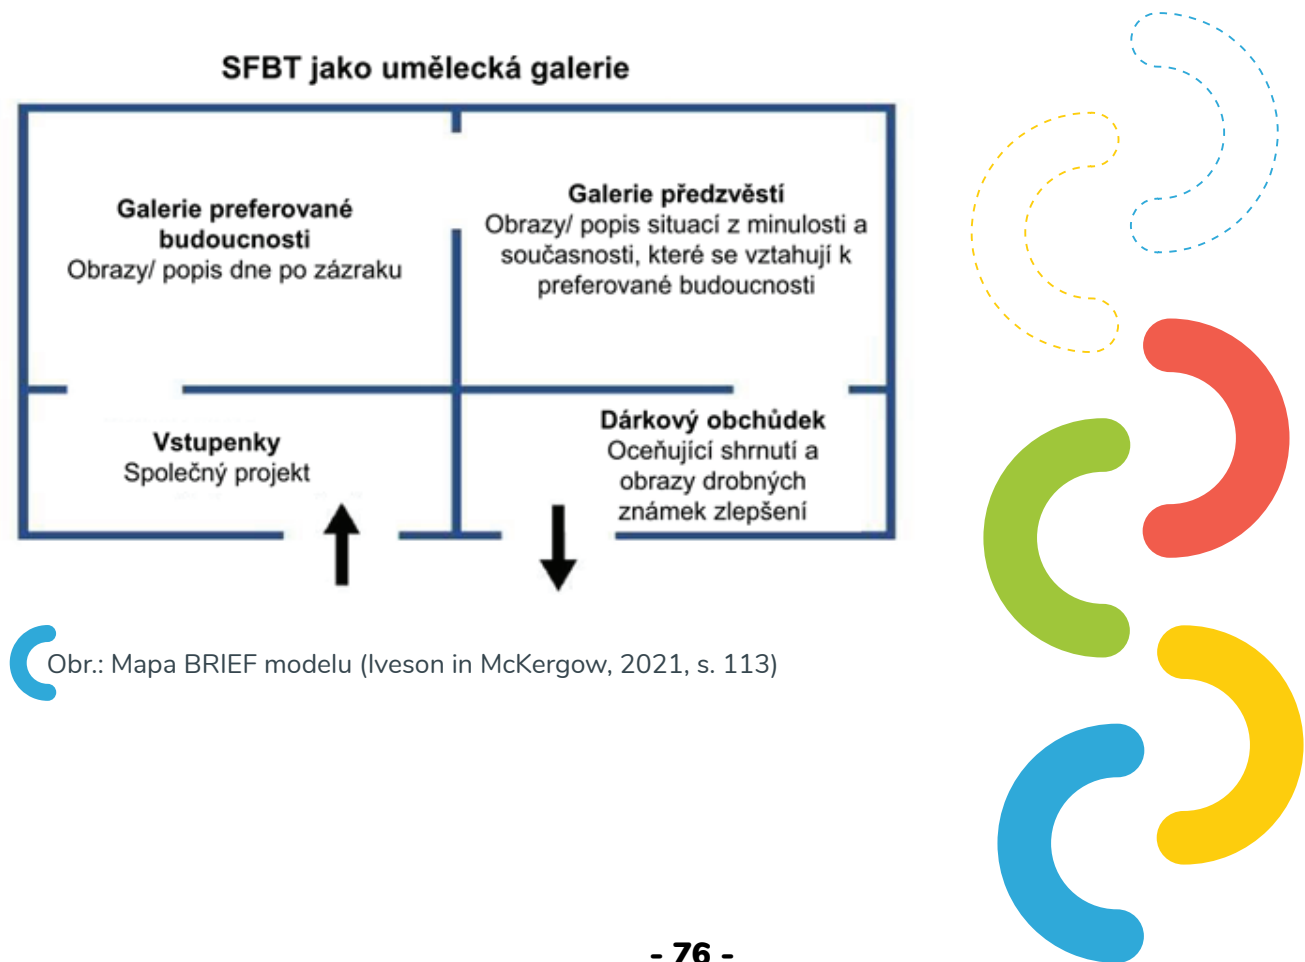 SFBT jako umělecká galerie
Galerie preferované
budoucnosti
Obrazy/ popis dne po zázraku
Galerie předzvěstí
Obrazy/ popis situací z minulosti a
současnosti, které se vztahují k
preferované budoucnosti
Vstupenky
Společný projekt
Dárkový obchůdek
Oceňující shrnutí a
obrazy drobných
známek zlepšení
Obr.: Mapa BRIEF modelu (Iveson in McKergow, 2021, s. 113)
- 76 -